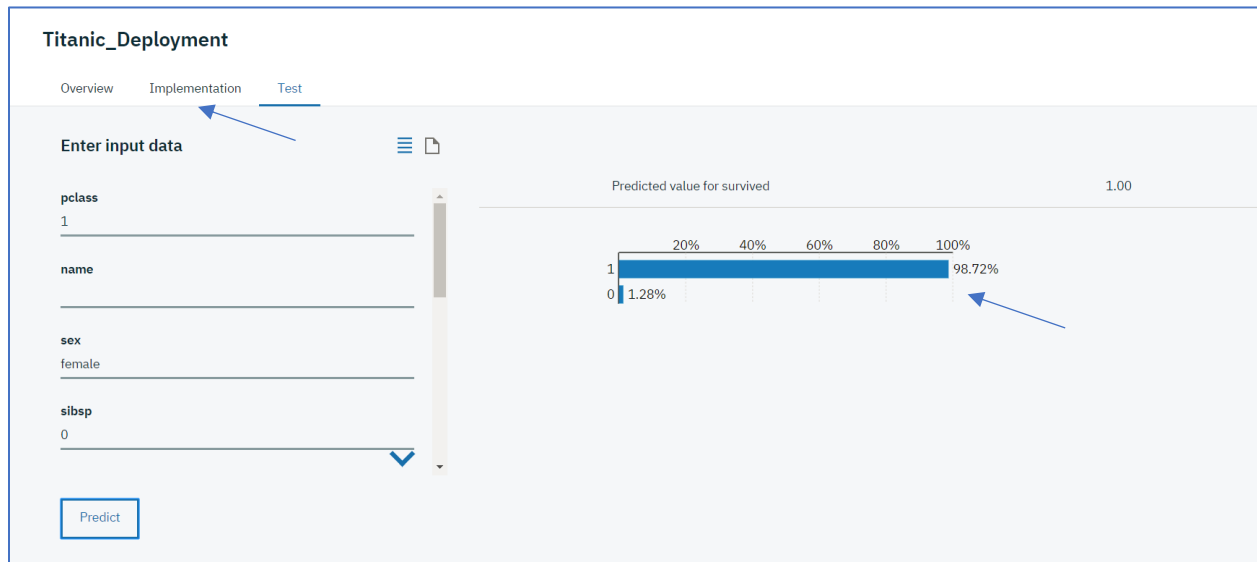 Titanic_Deployment
Overview Implementation Test
Enter input data
pclass
1
name
sex
female
sibsp
0
Predict
Predicted value for survived 1.00
20% 40% 60% 80% 100%
1 98.72%
0 1.28%